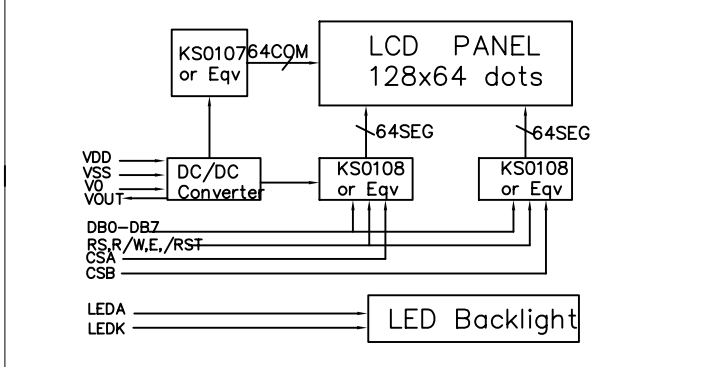 KS0107
or Eqv
64COM
LCD PANEL
128x64 dots
64SEG
64SEG
VDD
VSS
V0
VOUT
DC/DC
Converter
KS0108
or Eqv
KS0108
or Eqv
DB0-DB7
RS,R/W,E,/RST
CSA
CSB
LEDA
LEDK
LED Backlight